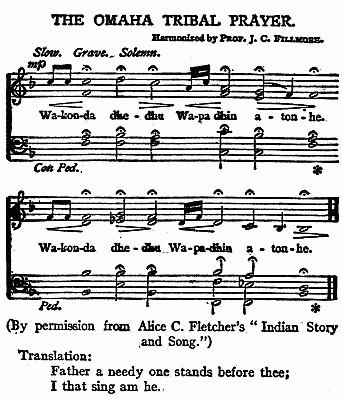 THE OMAHA TRIBAL PRAYER.
Harmonized by PROF. J. C. FILLMORE.
Slow. Grave. Solemn.
mp
Wa-kon-da dhe-dhu Wa-pa-dhin a-ton-he.
Con Ped.
Wa-kon-da dhe-dhu Wa-pa-dhin a-ton-he.
Ped.
(By permission from Alice C. Fletcher's "Indian Story
and Song.")
Translation:
Father a needy one stands before thee;
I that sing am he.